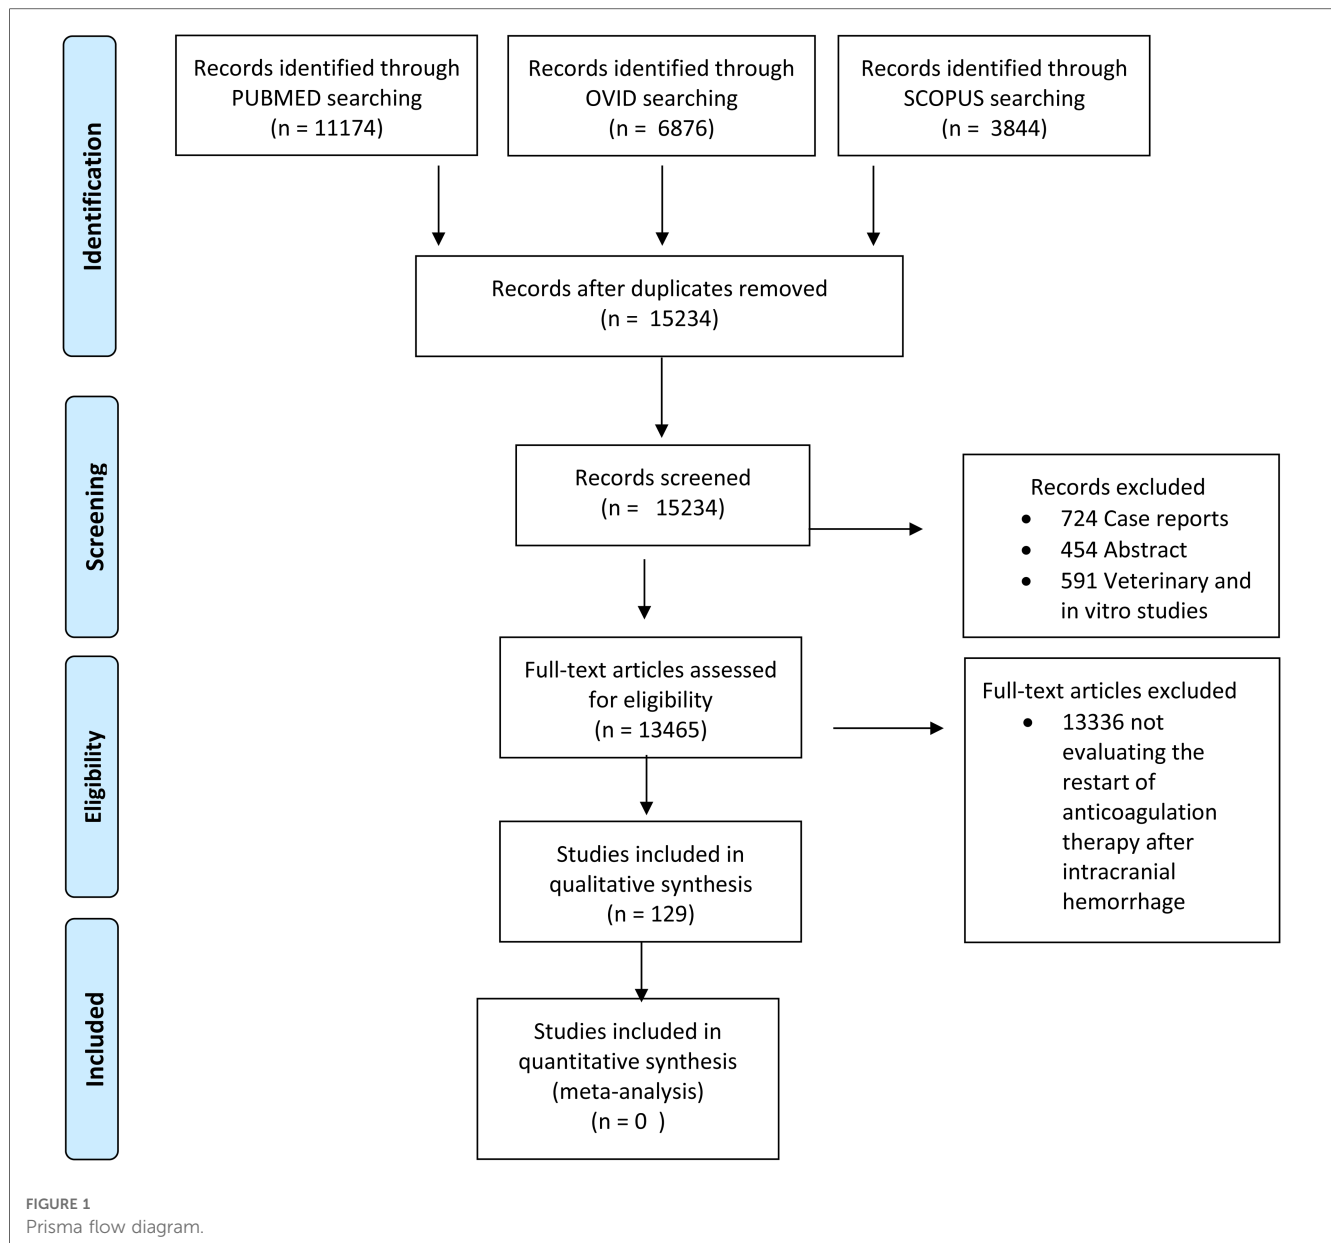 Identification
Records identified through
PUBMED searching
(n = 11174)
Records identified through
OVID searching
(n = 6876)
Records identified through
SCOPUS searching
(n = 3844)
Records after duplicates removed
(n = 15234)
Screening
Records screened
(n = 15234)
Records excluded
• 724 Case reports
• 454 Abstract
• 591 Veterinary and
in vitro studies
Eligibility
Full-text articles assessed
for eligibility
(n = 13465)
Full-text articles excluded
• 13336 not
evaluating the
restart of
anticoagulation
therapy after
intracranial
hemorrhage
Studies included in
qualitative synthesis
(n = 129)
Included
Studies included in
quantitative synthesis
(meta-analysis)
(n = 0 )
FIGURE 1
Prisma flow diagram.